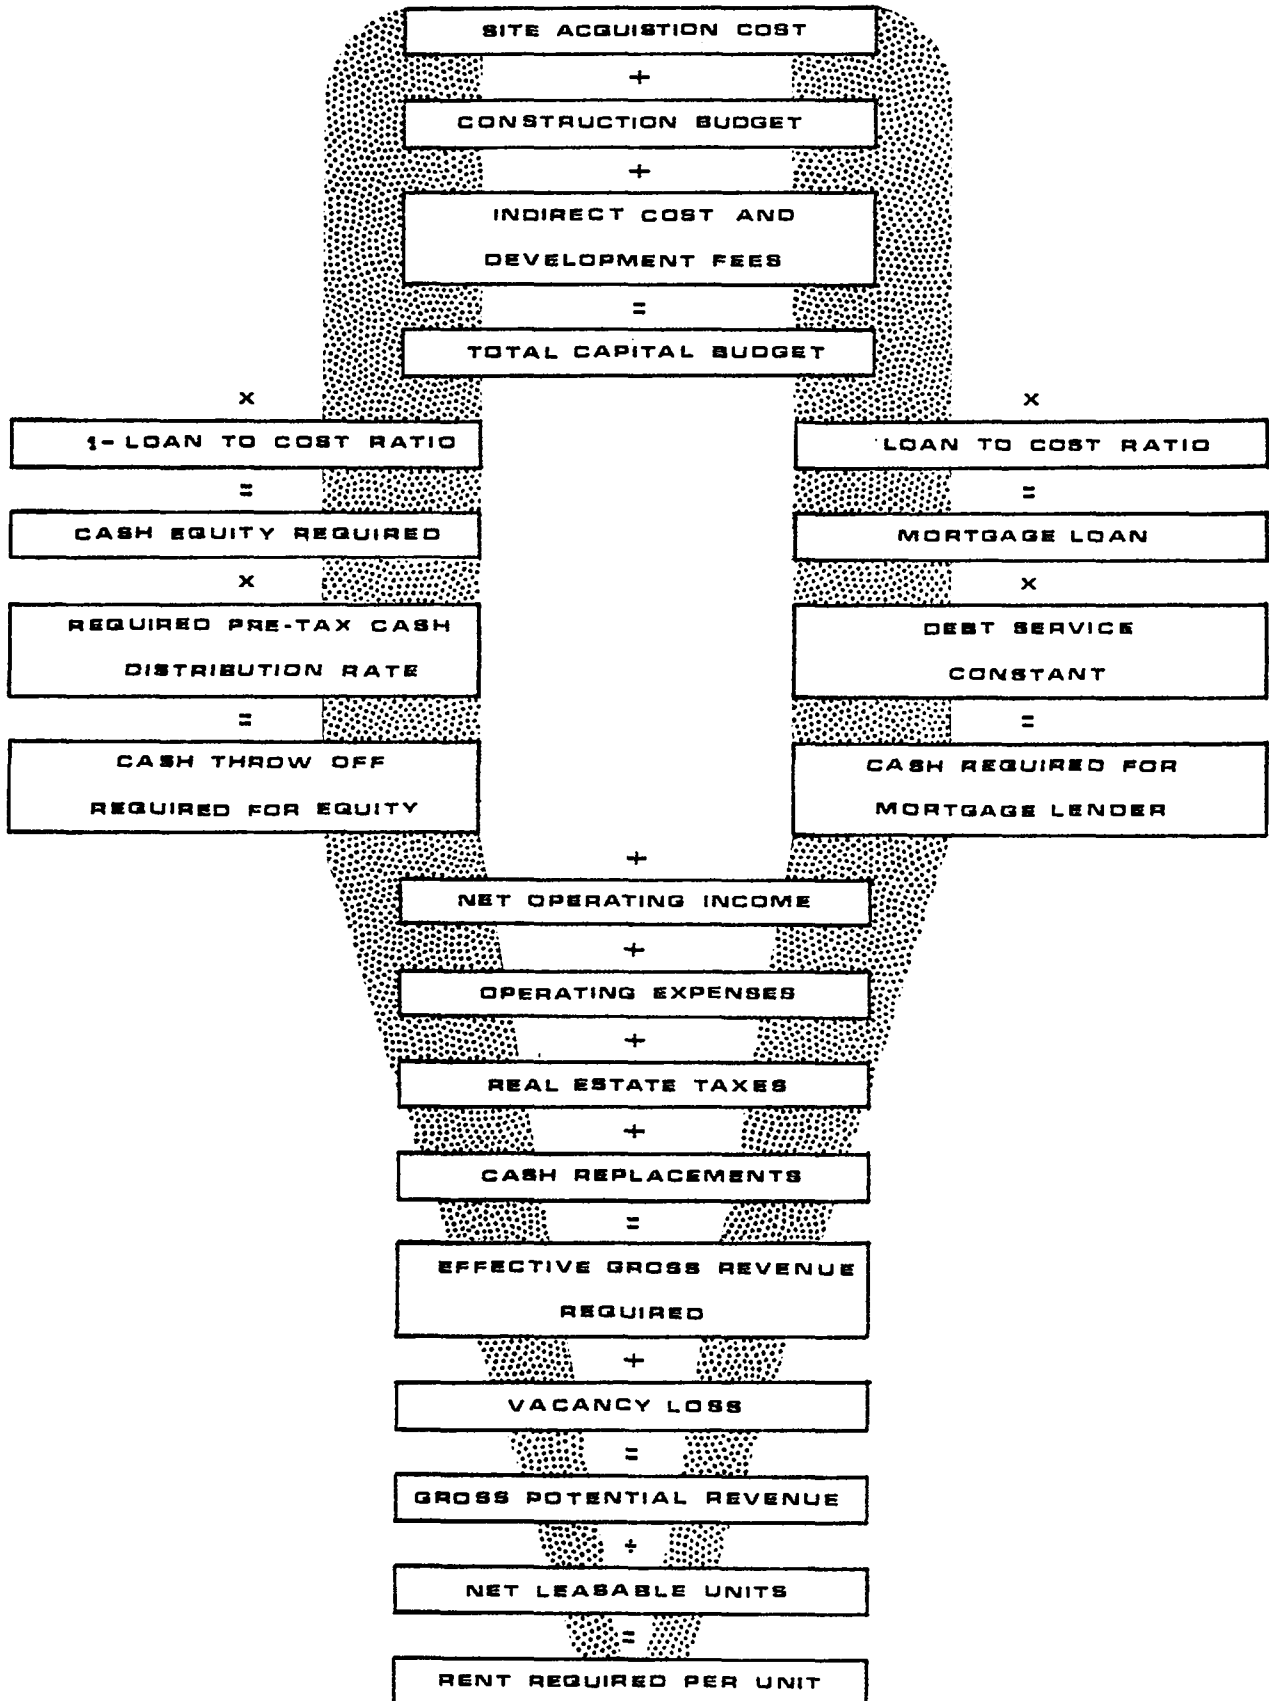 SITE ACQUISTION COST
+
CONSTRUCTION BUDGET
+
INDIRECT COST AND
DEVELOPMENT FEES
=
TOTAL CAPITAL BUDGET
x
1- LOAN TO COST RATIO
=
CASH EQUITY REQUIRED
x
REQUIRED PRE-TAX CASH
DISTRIBUTION RATE
=
CASH THROW OFF
REQUIRED FOR EQUITY
x
LOAN TO COST RATIO
=
MORTGAGE LOAN
x
DEBT SERVICE
CONSTANT
=
CASH REQUIRED FOR
MORTGAGE LENDER
+
NET OPERATING INCOME
+
OPERATING EXPENSES
+
REAL ESTATE TAXES
+
CASH REPLACEMENTS
=
EFFECTIVE GROSS REVENUE
REQUIRED
+
VACANCY LOSS
=
GROSS POTENTIAL REVENUE
÷
NET LEASABLE UNITS
=
RENT REQUIRED PER UNIT